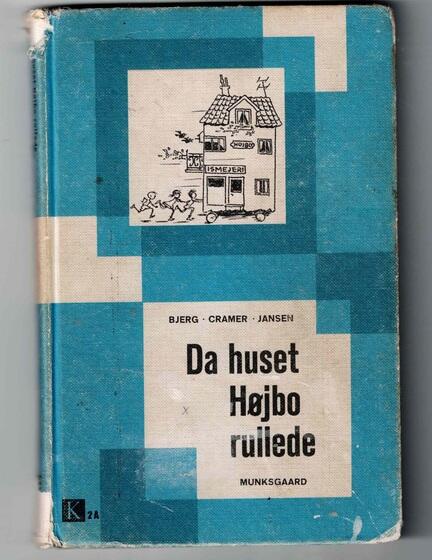 HØJBO
ISMEJERI
BJERG · CRAMER · JANSEN
Da huset
Højbo
rullede
MUNKSGAARD
K 2A